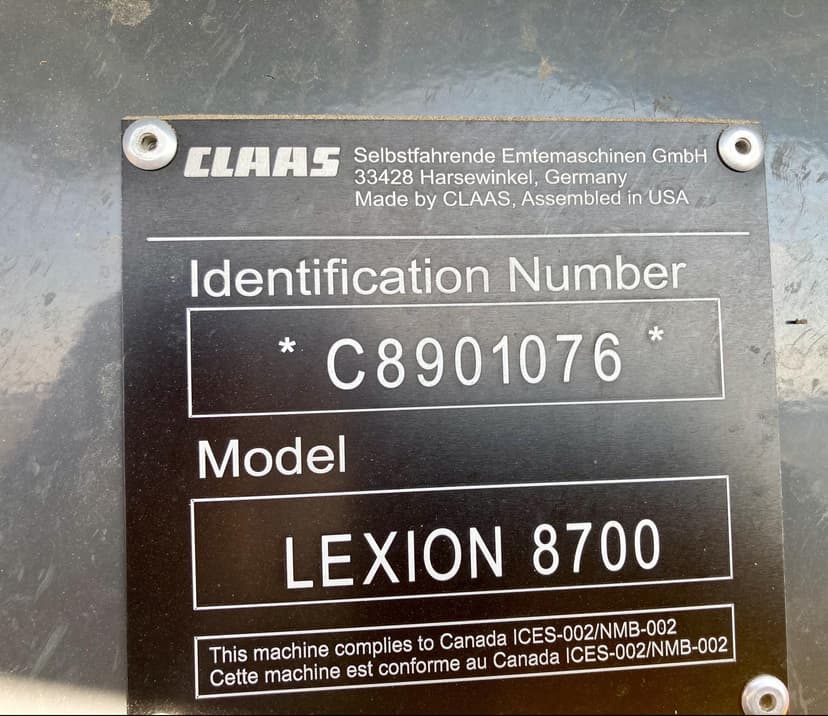 CLAAS Selbstfahrende Erntemaschinen GmbH
33428 Harsewinkel, Germany
Made by CLAAS, Assembled in USA
Identification Number
* C8901076 *
Model
LEXION 8700
This machine complies to Canada ICES-002/NMB-002
Cette machine est conforme au Canada ICES-002/NMB-002